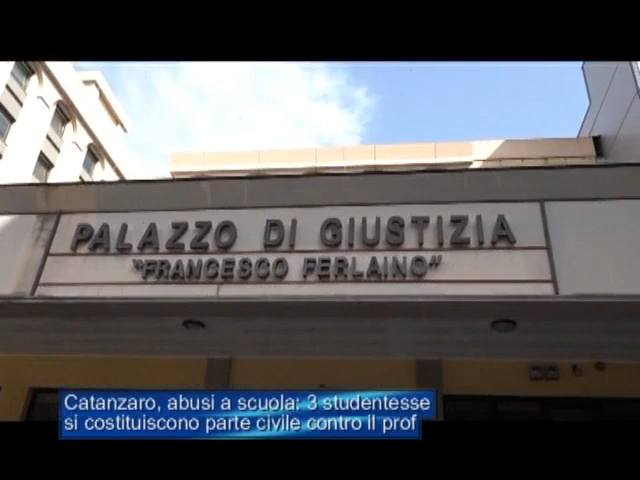 PALAZZO DI GIUSTIZIA
"FRANCESCO FERLAINO"
Catanzaro, abusi a scuola: 3 studentesse
si costituiscono parte civile contro Il prof